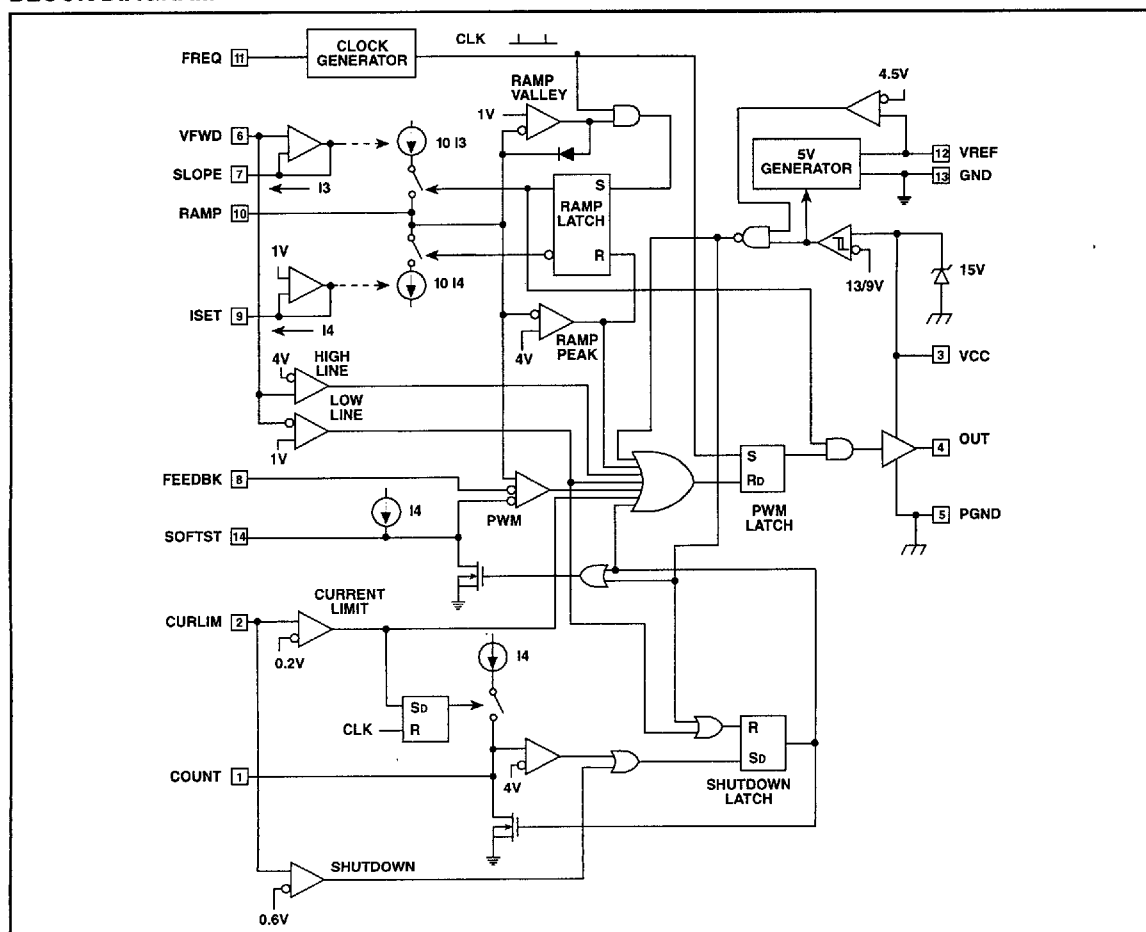 FREQ 11
CLOCK
GENERATOR
CLK
RAMP
VALLEY
1V
4.5V
VFWD 6
10 I3
SLOPE 7
I3
5V
GENERATOR
12 VREF
13 GND
RAMP 10
S
RAMP
LATCH
R
1V
10 I4
ISET 9
I4
13/9V
15V
4V
RAMP
PEAK
4V
HIGH
LINE
LOW
LINE
1V
3 VCC
4 OUT
FEEDBK 8
PWM
S
RD
PWM
LATCH
I4
SOFTST 14
5 PGND
CURLIM 2
CURRENT
LIMIT
0.2V
I4
SD
R
CLK
R
SD
SHUTDOWN
LATCH
COUNT 1
4V
SHUTDOWN
0.6V